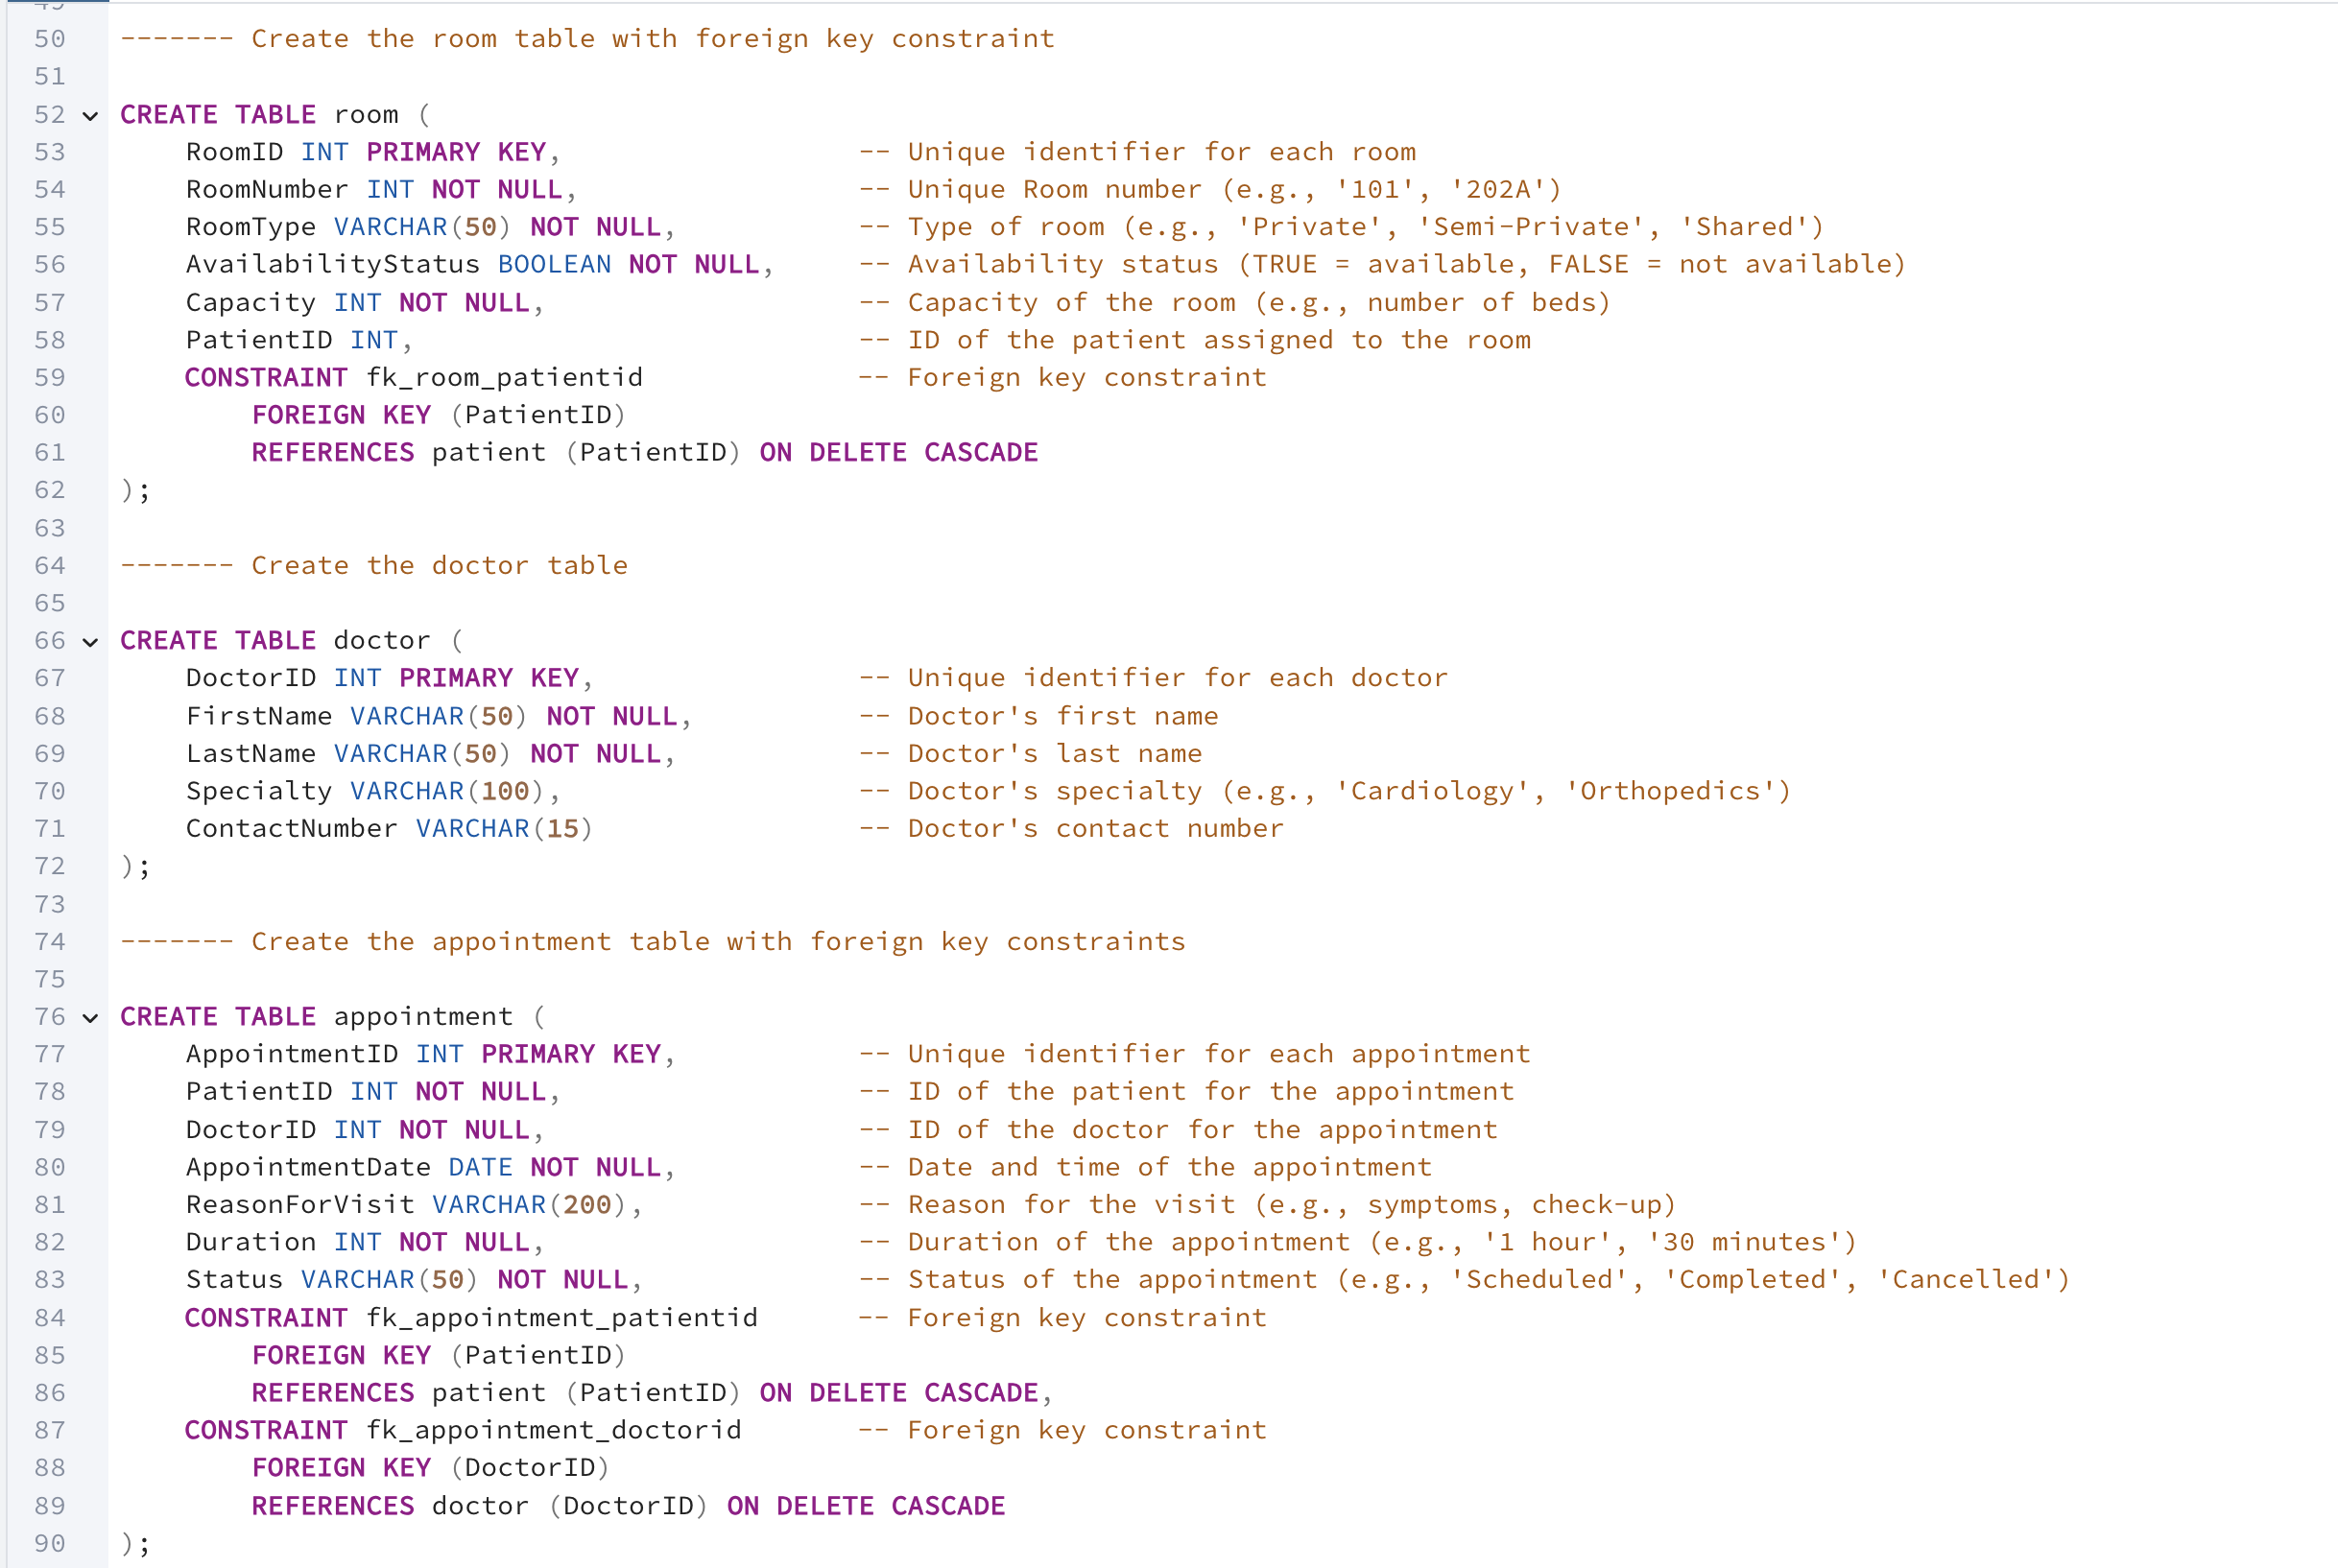 49
50 ------- Create the room table with foreign key constraint
51
52 CREATE TABLE room (
53     RoomID INT PRIMARY KEY,                  -- Unique identifier for each room
54     RoomNumber INT NOT NULL,                 -- Unique Room number (e.g., '101', '202A')
55     RoomType VARCHAR(50) NOT NULL,           -- Type of room (e.g., 'Private', 'Semi-Private', 'Shared')
56     AvailabilityStatus BOOLEAN NOT NULL,     -- Availability status (TRUE = available, FALSE = not available)
57     Capacity INT NOT NULL,                   -- Capacity of the room (e.g., number of beds)
58     PatientID INT,                           -- ID of the patient assigned to the room
59     CONSTRAINT fk_room_patientid             -- Foreign key constraint
60         FOREIGN KEY (PatientID)
61         REFERENCES patient (PatientID) ON DELETE CASCADE
62 );
63
64 ------- Create the doctor table
65
66 CREATE TABLE doctor (
67     DoctorID INT PRIMARY KEY,                -- Unique identifier for each doctor
68     FirstName VARCHAR(50) NOT NULL,          -- Doctor's first name
69     LastName VARCHAR(50) NOT NULL,           -- Doctor's last name
70     Specialty VARCHAR(100),                  -- Doctor's specialty (e.g., 'Cardiology', 'Orthopedics')
71     ContactNumber VARCHAR(15)                -- Doctor's contact number
72 );
73
74 ------- Create the appointment table with foreign key constraints
75
76 CREATE TABLE appointment (
77     AppointmentID INT PRIMARY KEY,           -- Unique identifier for each appointment
78     PatientID INT NOT NULL,                  -- ID of the patient for the appointment
79     DoctorID INT NOT NULL,                   -- ID of the doctor for the appointment
80     AppointmentDate DATE NOT NULL,           -- Date and time of the appointment
81     ReasonForVisit VARCHAR(200),             -- Reason for the visit (e.g., symptoms, check-up)
82     Duration INT NOT NULL,                   -- Duration of the appointment (e.g., '1 hour', '30 minutes')
83     Status VARCHAR(50) NOT NULL,             -- Status of the appointment (e.g., 'Scheduled', 'Completed', 'Cancelled')
84     CONSTRAINT fk_appointment_patientid      -- Foreign key constraint
85         FOREIGN KEY (PatientID)
86         REFERENCES patient (PatientID) ON DELETE CASCADE,
87     CONSTRAINT fk_appointment_doctorid       -- Foreign key constraint
88         FOREIGN KEY (DoctorID)
89         REFERENCES doctor (DoctorID) ON DELETE CASCADE
90 );